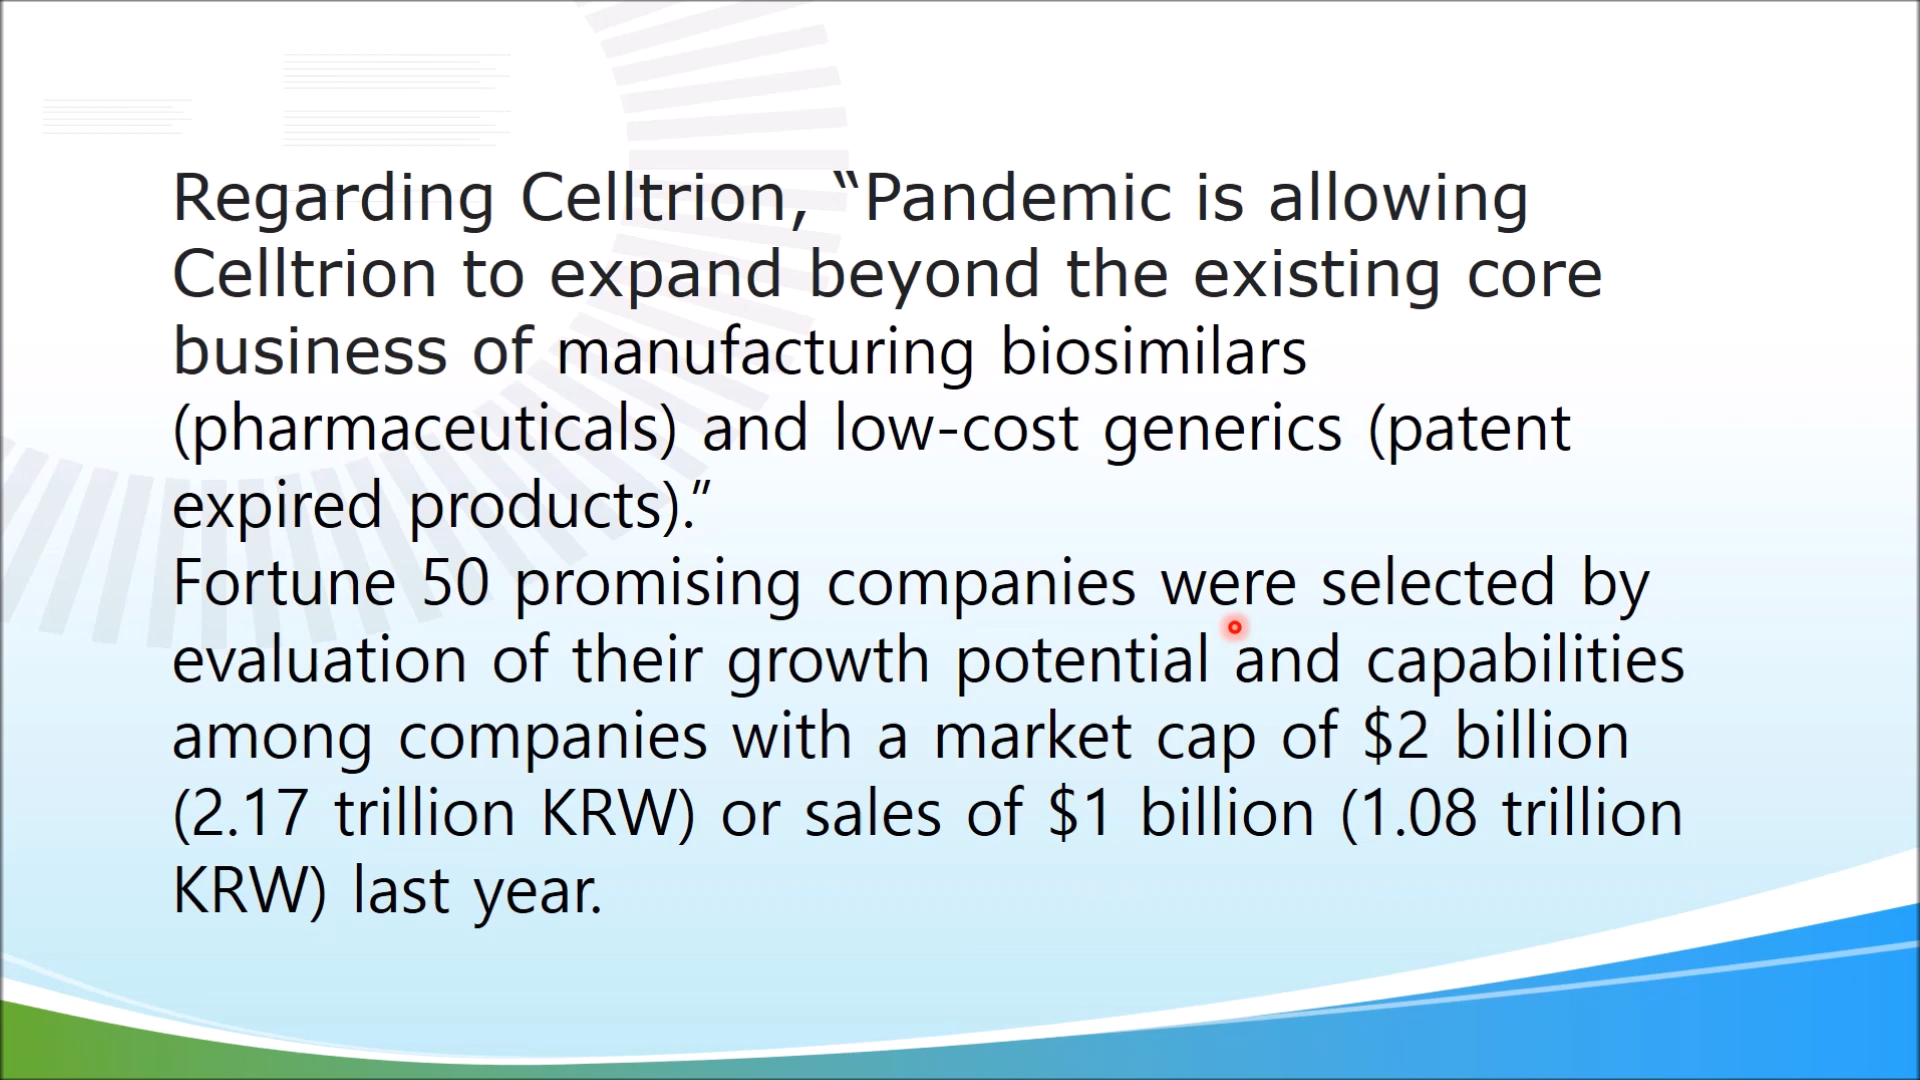 Regarding Celltrion, “Pandemic is allowing
Celltrion to expand beyond the existing core
business of manufacturing biosimilars
(pharmaceuticals) and low-cost generics (patent
expired products).”
Fortune 50 promising companies were selected by
evaluation of their growth potential and capabilities
among companies with a market cap of $2 billion
(2.17 trillion KRW) or sales of $1 billion (1.08 trillion
KRW) last year.